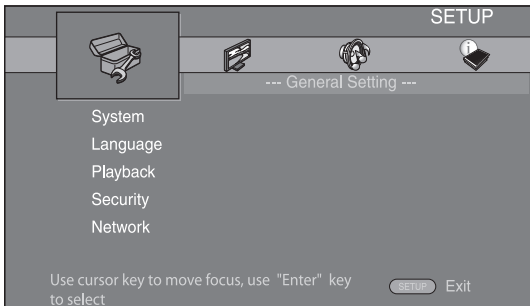 SETUP
--- General Setting ---
System
Language
Playback
Security
Network
Use cursor key to move focus, use "Enter" key
to select
SETUP Exit